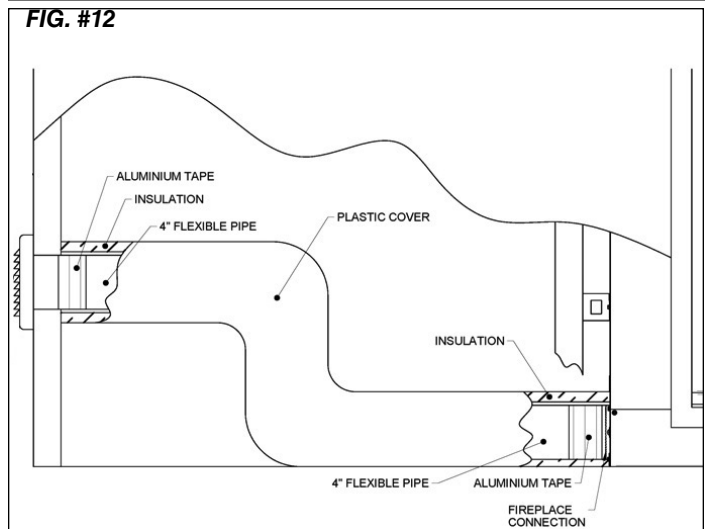 FIG. #12
ALUMINIUM TAPE
INSULATION
4" FLEXIBLE PIPE
PLASTIC COVER
INSULATION
4" FLEXIBLE PIPE
ALUMINIUM TAPE
FIREPLACE
CONNECTION